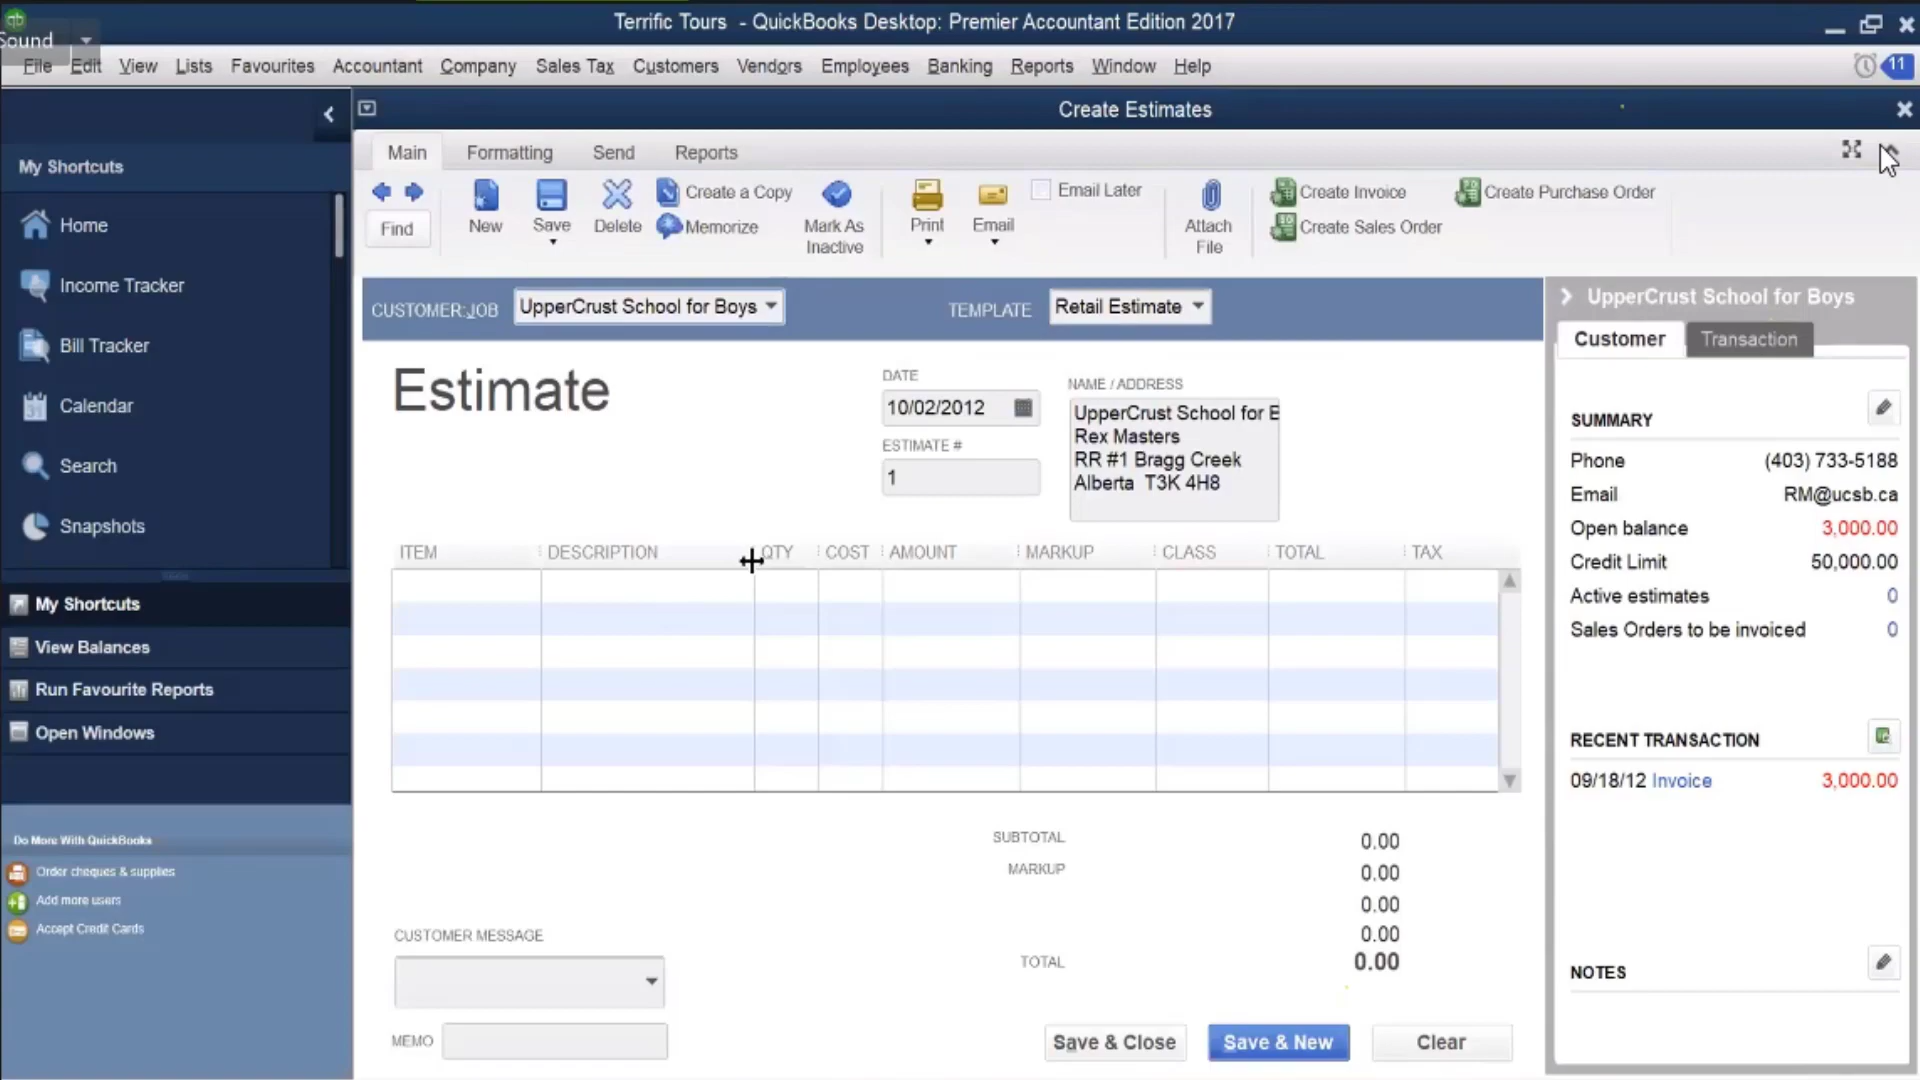 Terrific Tours - QuickBooks Desktop: Premier Accountant Edition 2017
qb
Sound
File Edit View Lists Favourites Accountant Company Sales Tax Customers Vendors Employees Banking Reports Window Help
11
Create Estimates
My Shortcuts
Home
Income Tracker
Bill Tracker
Calendar
Search
Snapshots
My Shortcuts
View Balances
Run Favourite Reports
Open Windows
Do More With QuickBooks
Order cheques & supplies
Add more users
Accept Credit Cards
Main Formatting Send Reports
Find
New
Save
Delete
Create a Copy
Memorize
Mark As
Inactive
Print
Email
Email Later
Attach
File
Create Invoice
Create Sales Order
Create Purchase Order
CUSTOMER:JOB UpperCrust School for Boys TEMPLATE Retail Estimate
Estimate
DATE
10/02/2012
ESTIMATE #
1
NAME / ADDRESS
UpperCrust School for B
Rex Masters
RR #1 Bragg Creek
Alberta T3K 4H8
ITEM DESCRIPTION QTY COST AMOUNT MARKUP CLASS TOTAL TAX
SUBTOTAL 0.00
MARKUP 0.00
0.00
0.00
TOTAL 0.00
CUSTOMER MESSAGE
MEMO
Save & Close Save & New Clear
UpperCrust School for Boys
Customer Transaction
SUMMARY
Phone (403) 733-5188
Email RM@ucsb.ca
Open balance 3,000.00
Credit Limit 50,000.00
Active estimates 0
Sales Orders to be invoiced 0
RECENT TRANSACTION
09/18/12 Invoice 3,000.00
NOTES